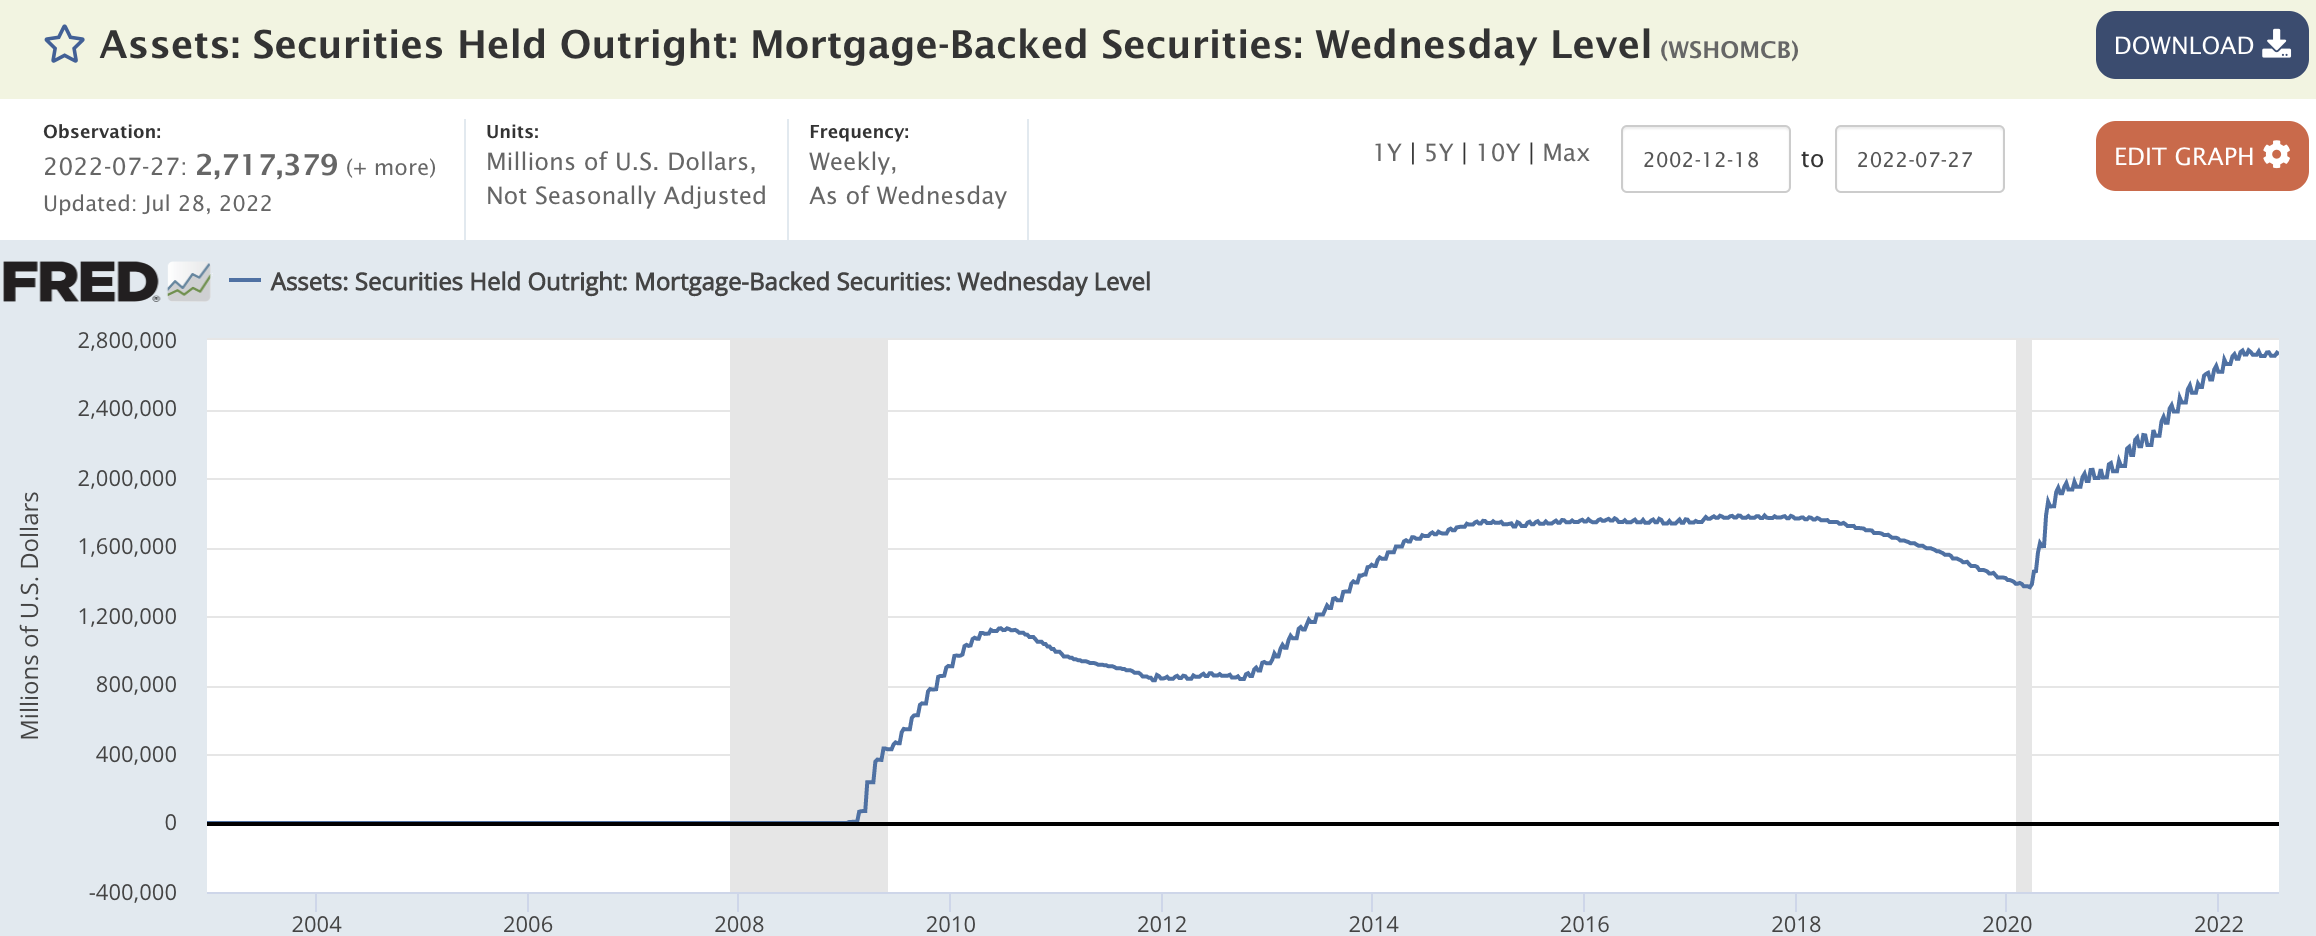 Assets: Securities Held Outright: Mortgage-Backed Securities: Wednesday Level (WSHOMCB)
DOWNLOAD
Observation:
2022-07-27: 2,717,379 (+ more)
Updated: Jul 28, 2022
Units:
Millions of U.S. Dollars,
Not Seasonally Adjusted
Frequency:
Weekly,
As of Wednesday
1Y | 5Y | 10Y | Max
2002-12-18 to 2022-07-27
EDIT GRAPH
FRED
Assets: Securities Held Outright: Mortgage-Backed Securities: Wednesday Level
Millions of U.S. Dollars
2,800,000
2,400,000
2,000,000
1,600,000
1,200,000
800,000
400,000
0
-400,000
2004 2006 2008 2010 2012 2014 2016 2018 2020 2022